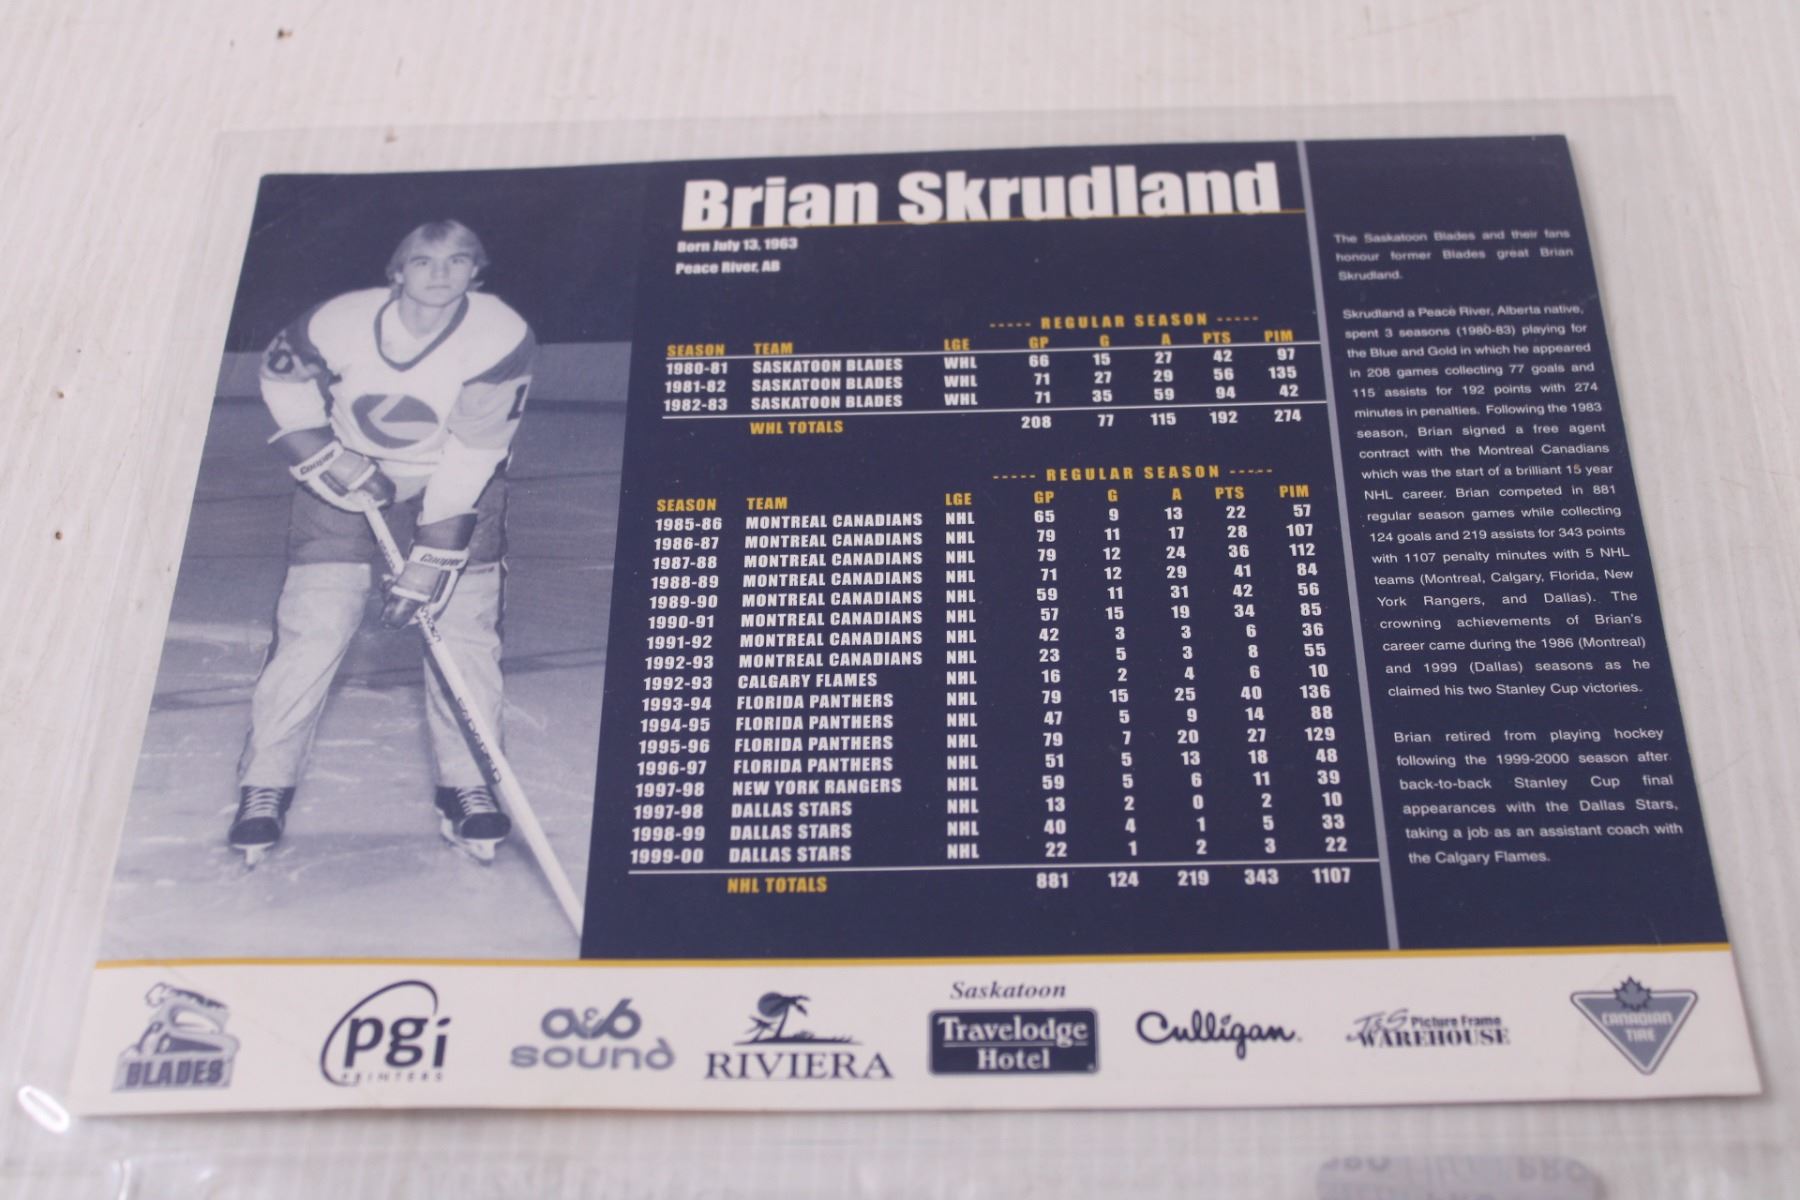 Brian Skrudland
Born July 13, 1963
Peace River, AB
----- REGULAR SEASON -----
SEASON TEAM LGE GP G A PTS PIM
1980-81 SASKATOON BLADES WHL 66 15 27 42 97
1981-82 SASKATOON BLADES WHL 71 27 29 56 135
1982-83 SASKATOON BLADES WHL 71 35 59 94 42
WHL TOTALS 208 77 115 192 274
----- REGULAR SEASON -----
SEASON TEAM LGE GP G A PTS PIM
1985-86 MONTREAL CANADIANS NHL 65 9 13 22 57
1986-87 MONTREAL CANADIANS NHL 79 11 17 28 107
1987-88 MONTREAL CANADIANS NHL 79 12 24 36 112
1988-89 MONTREAL CANADIANS NHL 71 12 29 41 84
1989-90 MONTREAL CANADIANS NHL 59 11 31 42 56
1990-91 MONTREAL CANADIANS NHL 57 15 19 34 85
1991-92 MONTREAL CANADIANS NHL 42 3 3 6 36
1992-93 MONTREAL CANADIANS NHL 23 5 3 8 55
1992-93 CALGARY FLAMES NHL 16 2 4 6 10
1993-94 FLORIDA PANTHERS NHL 79 15 25 40 136
1994-95 FLORIDA PANTHERS NHL 47 5 9 14 88
1995-96 FLORIDA PANTHERS NHL 79 7 20 27 129
1996-97 FLORIDA PANTHERS NHL 51 5 13 18 48
1997-98 NEW YORK RANGERS NHL 59 5 6 11 39
1997-98 DALLAS STARS NHL 13 2 0 2 10
1998-99 DALLAS STARS NHL 40 4 1 5 33
1999-00 DALLAS STARS NHL 22 1 2 3 22
NHL TOTALS 881 124 219 343 1107
The Saskatoon Blades and their fans
honour former Blades great Brian
Skrudland.
Skrudland a Peace River, Alberta native,
spent 3 seasons (1980-83) playing for
the Blue and Gold in which he appeared
in 208 games collecting 77 goals and
115 assists for 192 points with 274
minutes in penalties. Following the 1983
season, Brian signed a free agent
contract with the Montreal Canadians
which was the start of a brilliant 15 year
NHL career. Brian competed in 881
regular season games while collecting
124 goals and 219 assists for 343 points
with 1107 penalty minutes with 5 NHL
teams (Montreal, Calgary, Florida, New
York Rangers, and Dallas). The
crowning achievements of Brian's
career came during the 1986 (Montreal)
and 1999 (Dallas) seasons as he
claimed his two Stanley Cup victories.
Brian retired from playing hockey
following the 1999-2000 season after
back-to-back Stanley Cup final
appearances with the Dallas Stars,
taking a job as an assistant coach with
the Calgary Flames.
Cooper
Cooper
BLADES
pgi
PRINTERS
a&b
sound
RIVIERA
Saskatoon
Travelodge
Hotel
Culligan.
T&S Picture Frame
WAREHOUSE
CANADIAN
TIRE